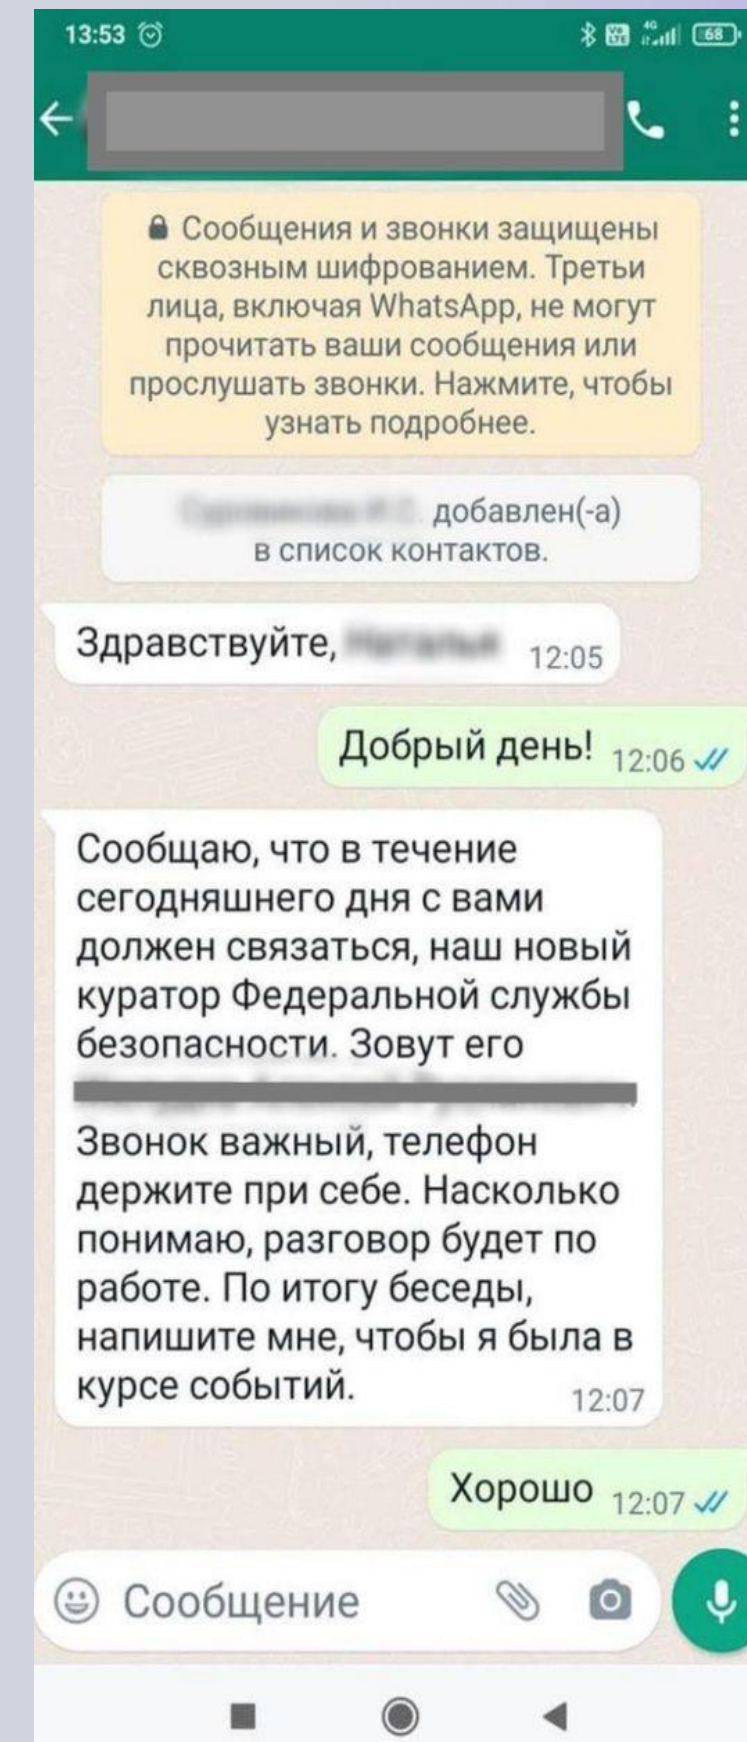 13:53
4G
68
Сообщения и звонки защищены
сквозным шифрованием. Третьи
лица, включая WhatsApp, не могут
прочитать ваши сообщения или
прослушать звонки. Нажмите, чтобы
узнать подробнее.
добавлен(-а)
в список контактов.
Здравствуйте,
12:05
Добрый день! 12:06
Сообщаю, что в течение
сегодняшнего дня с вами
должен связаться, наш новый
куратор Федеральной службы
безопасности. Зовут его
Звонок важный, телефон
держите при себе. Насколько
понимаю, разговор будет по
работе. По итогу беседы,
напишите мне, чтобы я была в
курсе событий.
12:07
Хорошо 12:07
Сообщение